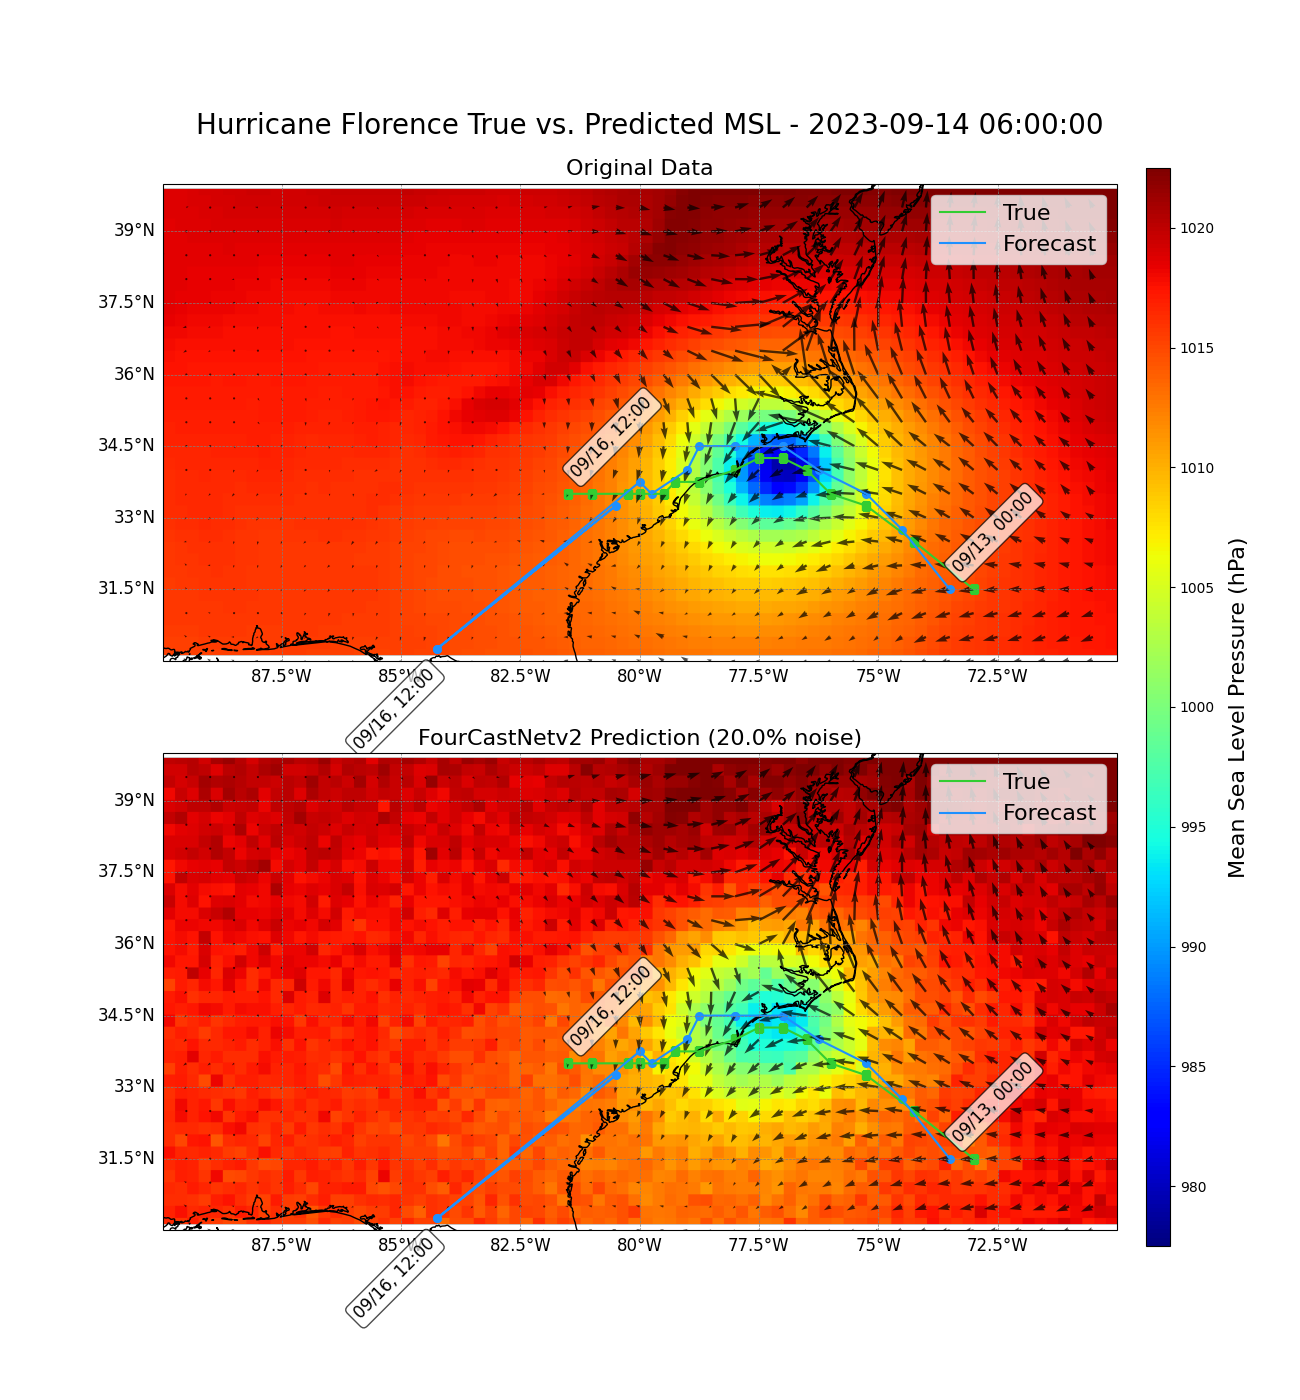 Hurricane Florence True vs. Predicted MSL - 2023-09-14 06:00:00
Original Data
True
Forecast
39°N
37.5°N
36°N
34.5°N
33°N
31.5°N
09/16, 12:00
09/13, 00:00
09/16, 12:00
87.5°W
85°W
82.5°W
80°W
77.5°W
75°W
72.5°W
FourCastNetv2 Prediction (20.0% noise)
True
Forecast
39°N
37.5°N
36°N
34.5°N
33°N
31.5°N
09/16, 12:00
09/13, 00:00
09/16, 12:00
87.5°W
85°W
82.5°W
80°W
77.5°W
75°W
72.5°W
1020
1015
1010
1005
1000
995
990
985
980
Mean Sea Level Pressure (hPa)